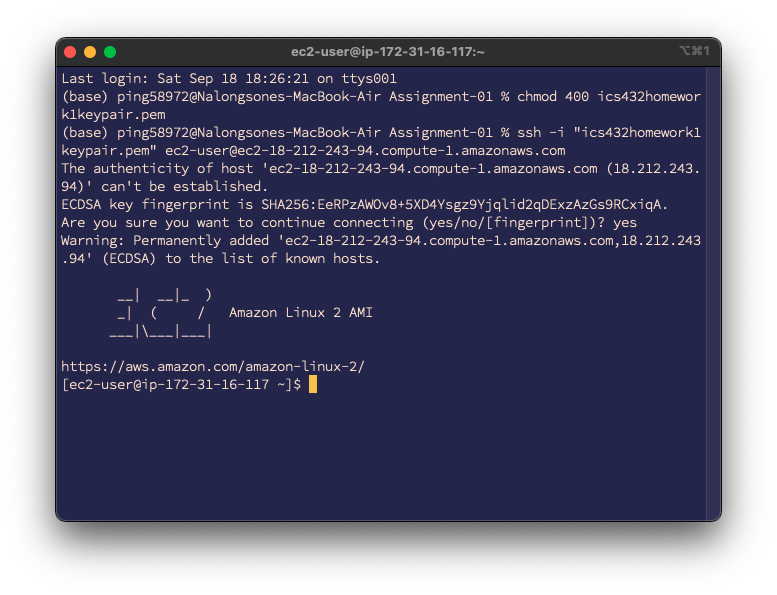 ec2-user@ip-172-31-16-117:~
⌥⌘1
Last login: Sat Sep 18 18:26:21 on ttys001
(base) ping58972@Nalongsones-MacBook-Air Assignment-01 % chmod 400 ics432homewor
k1keypair.pem
(base) ping58972@Nalongsones-MacBook-Air Assignment-01 % ssh -i "ics432homework1
keypair.pem" ec2-user@ec2-18-212-243-94.compute-1.amazonaws.com
The authenticity of host 'ec2-18-212-243-94.compute-1.amazonaws.com (18.212.243.
94)' can't be established.
ECDSA key fingerprint is SHA256:EeRPzAWOv8+5XD4Ysgz9Yjqlid2qDExzAzGs9RCxiqA.
Are you sure you want to continue connecting (yes/no/[fingerprint])? yes
Warning: Permanently added 'ec2-18-212-243-94.compute-1.amazonaws.com,18.212.243
.94' (ECDSA) to the list of known hosts.
       __|  __|_  )
       _|  (     /   Amazon Linux 2 AMI
      ___|\___|___|
https://aws.amazon.com/amazon-linux-2/
[ec2-user@ip-172-31-16-117 ~]$